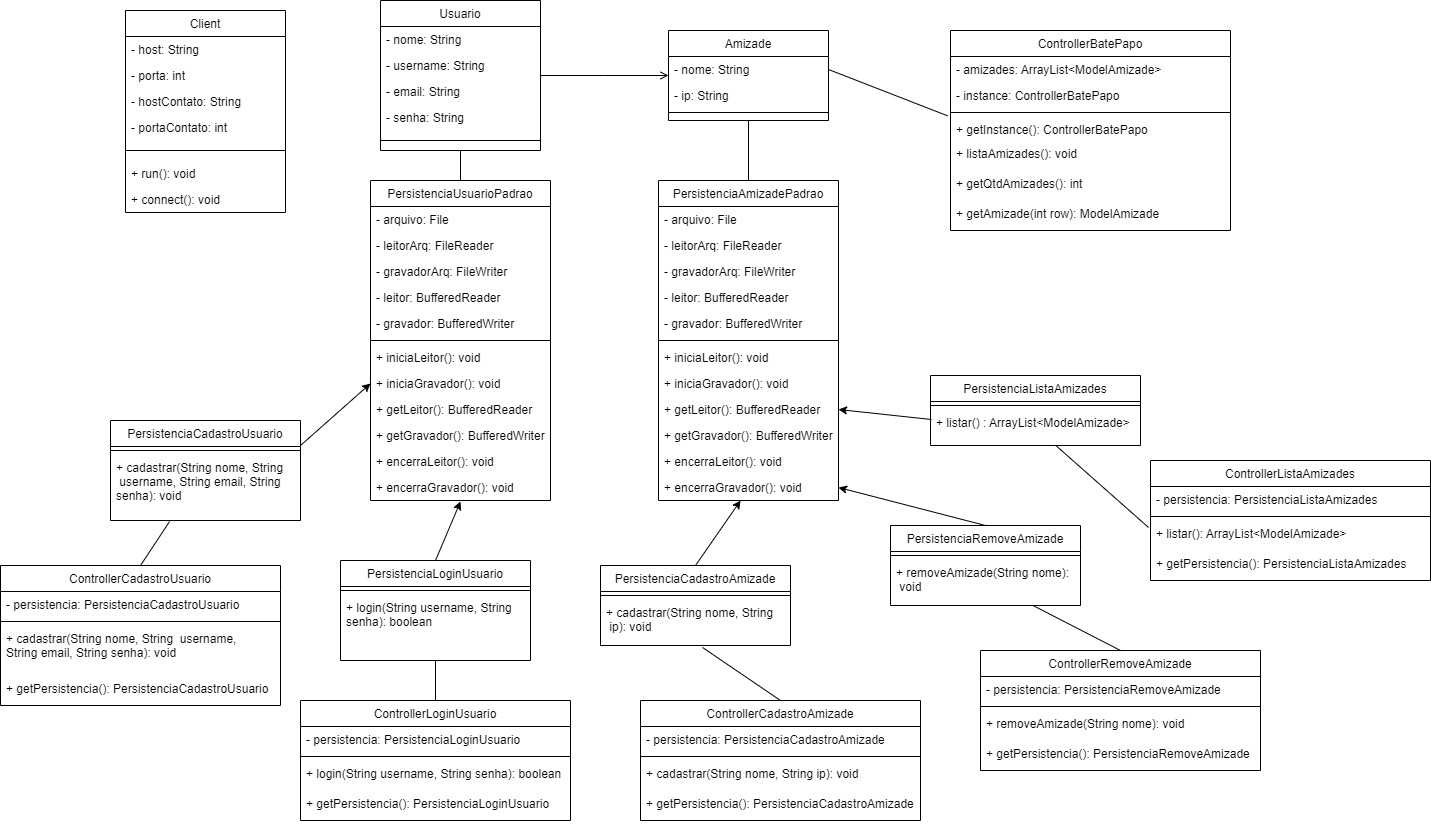 Client
- host: String
- porta: int
- hostContato: String
- portaContato: int
+ run(): void
+ connect(): void
Usuario
- nome: String
- username: String
- email: String
- senha: String
Amizade
- nome: String
- ip: String
ControllerBatePapo
- amizades: ArrayList<ModelAmizade>
- instance: ControllerBatePapo
+ getInstance(): ControllerBatePapo
+ listaAmizades(): void
+ getQtdAmizades(): int
+ getAmizade(int row): ModelAmizade
PersistenciaUsuarioPadrao
- arquivo: File
- leitorArq: FileReader
- gravadorArq: FileWriter
- leitor: BufferedReader
- gravador: BufferedWriter
+ iniciaLeitor(): void
+ iniciaGravador(): void
+ getLeitor(): BufferedReader
+ getGravador(): BufferedWriter
+ encerraLeitor(): void
+ encerraGravador(): void
PersistenciaAmizadePadrao
- arquivo: File
- leitorArq: FileReader
- gravadorArq: FileWriter
- leitor: BufferedReader
- gravador: BufferedWriter
+ iniciaLeitor(): void
+ iniciaGravador(): void
+ getLeitor(): BufferedReader
+ getGravador(): BufferedWriter
+ encerraLeitor(): void
+ encerraGravador(): void
PersistenciaListaAmizades
+ listar() : ArrayList<ModelAmizade>
PersistenciaCadastroUsuario
+ cadastrar(String nome, String
username, String email, String
senha): void
ControllerListaAmizades
- persistencia: PersistenciaListaAmizades
+ listar(): ArrayList<ModelAmizade>
+ getPersistencia(): PersistenciaListaAmizades
PersistenciaRemoveAmizade
+ removeAmizade(String nome):
void
ControllerCadastroUsuario
- persistencia: PersistenciaCadastroUsuario
+ cadastrar(String nome, String  username,
String email, String senha): void
+ getPersistencia(): PersistenciaCadastroUsuario
PersistenciaLoginUsuario
+ login(String username, String
senha): boolean
PersistenciaCadastroAmizade
+ cadastrar(String nome, String
ip): void
ControllerRemoveAmizade
- persistencia: PersistenciaRemoveAmizade
+ removeAmizade(String nome): void
+ getPersistencia(): PersistenciaRemoveAmizade
ControllerLoginUsuario
- persistencia: PersistenciaLoginUsuario
+ login(String username, String senha): boolean
+ getPersistencia(): PersistenciaLoginUsuario
ControllerCadastroAmizade
- persistencia: PersistenciaCadastroAmizade
+ cadastrar(String nome, String ip): void
+ getPersistencia(): PersistenciaCadastroAmizade